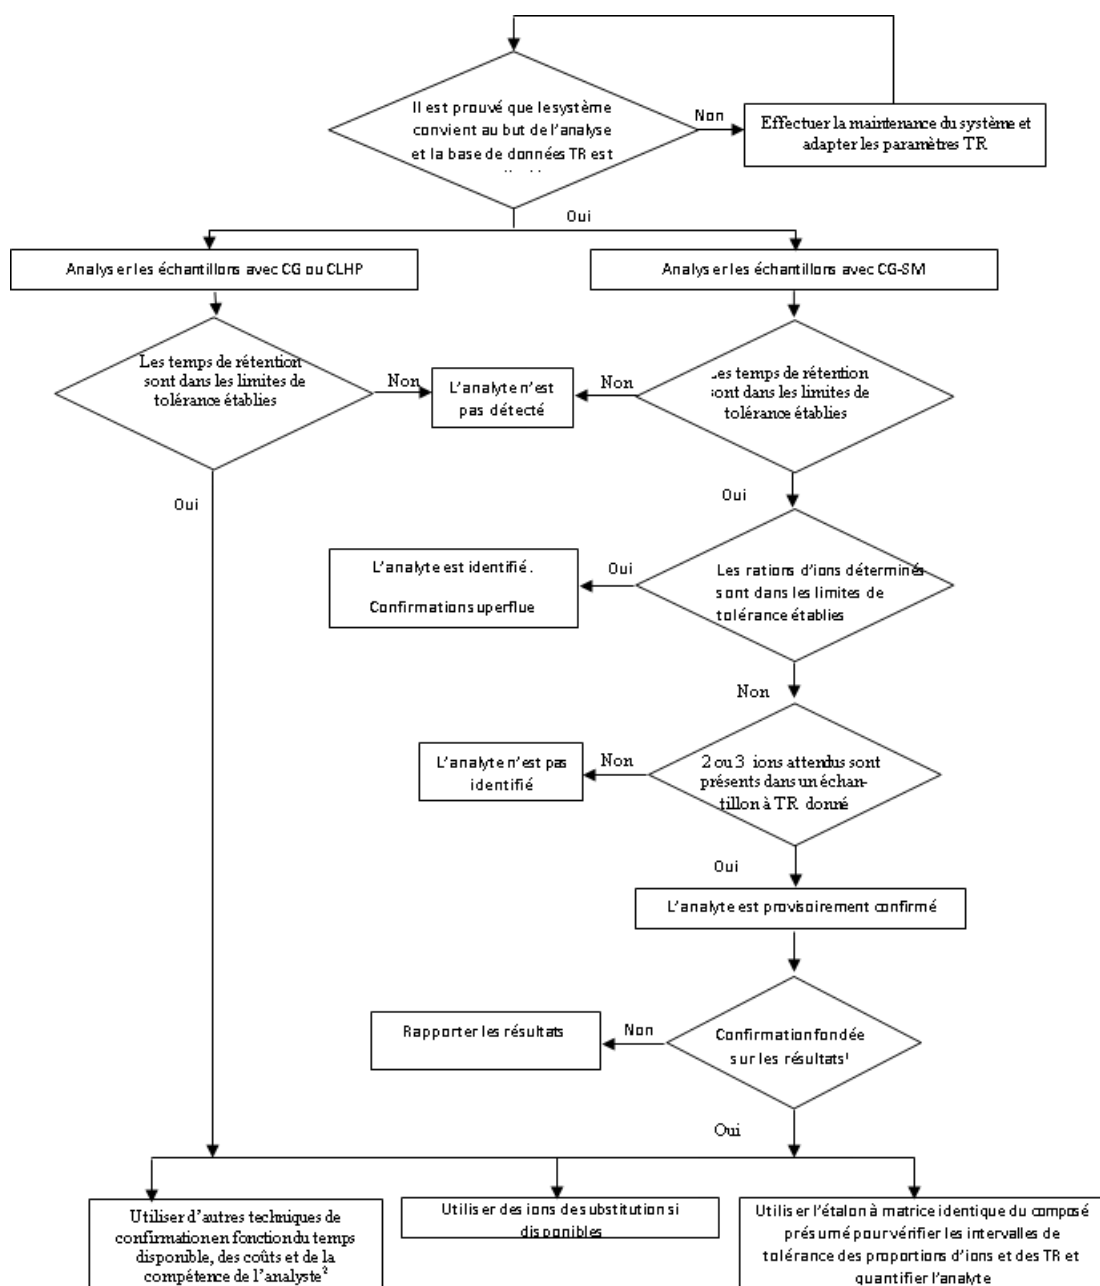 Il est prouvé que le système
convient au but de l'analyse
et la base de données TR est
Non
Effectuer la maintenance du système et
adapter les paramètres TR
Oui
Analyser les échantillons avec CG ou CLHP
Analyser les échantillons avec CG-SM
Les temps de rétention
sont dans les limites de
tolérance établies
Non
L'analyte n'est
pas détecté
Non
Les temps de rétention
sont dans les limites de
tolérance établies
Oui
Oui
L'analyte est identifié.
Confirmation superflue
Oui
Les rations d'ions déterminés
sont dans les limites de
tolérance établies
Non
L'analyte n'est pas
identifié
Non
2 ou 3 ions attendus sont
présents dans un échan-
tillon à TR donné
Oui
L'analyte est provisoirement confirmé
Rapporter les résultats
Non
Confirmation fondée
sur les résultats¹
Oui
Utiliser d'autres techniques de
confirmation en fonction du temps
disponible, des coûts et de la
compétence de l'analyste²
Utiliser des ions des substitution si
disponibles
Utiliser l'étalon à matrice identique du composé
présumé pour vérifier les intervalles de
tolérance des proportions d'ions et des TR et
quantifier l'analyte